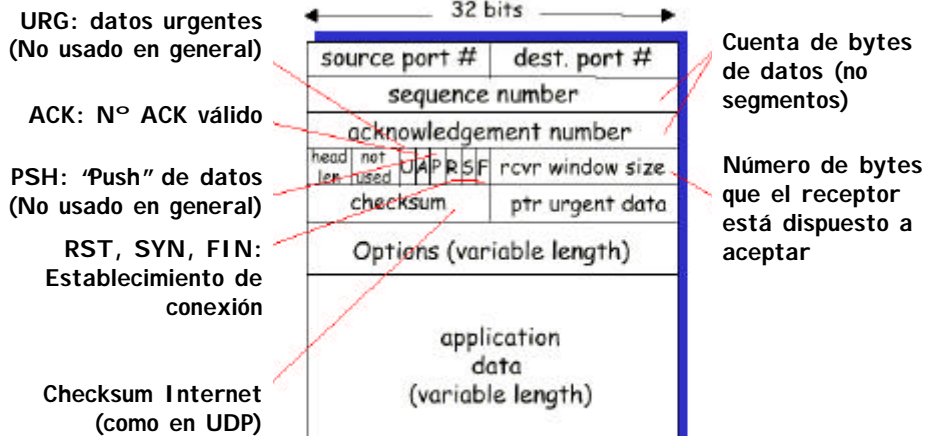 32 bits
URG: datos urgentes
(No usado en general)
ACK: Nº ACK válido
PSH: “Push” de datos
(No usado en general)
RST, SYN, FIN:
Establecimiento de
conexión
Checksum Internet
(como en UDP)
source port # dest. port #
sequence number
acknowledgement number
head
len
not
used
U A P R S F
rcvr window size
checksum ptr urgent data
Options (variable length)
application
data
(variable length)
Cuenta de bytes
de datos (no
segmentos)
Número de bytes
que el receptor
está dispuesto a
aceptar